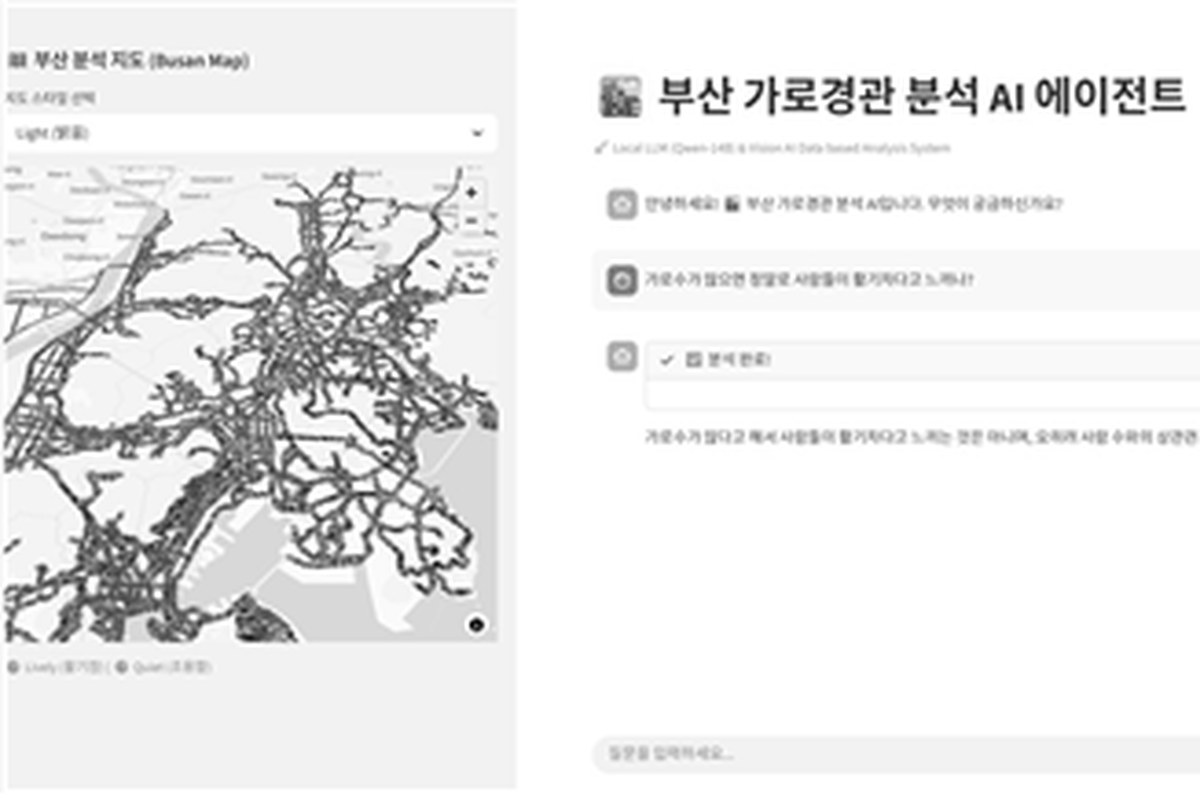 부산 분석 지도 (Busan Map)
지도 스타일 선택
Light (밝음)
Lively (활기참) | Quiet (조용함)
부산 가로경관 분석 AI 에이전트
Local LLM (Qwen-14B) & Vision AI Data based Analysis System
안녕하세요! 부산 가로경관 분석 AI입니다. 무엇이 궁금하신가요?
가로수가 많으면 정말로 사람들이 활기차다고 느끼나?
분석 완료!
가로수가 많다고 해서 사람들이 활기차다고 느끼는 것은 아니며, 오히려 사람 수와의 상관관
질문을 입력하세요...